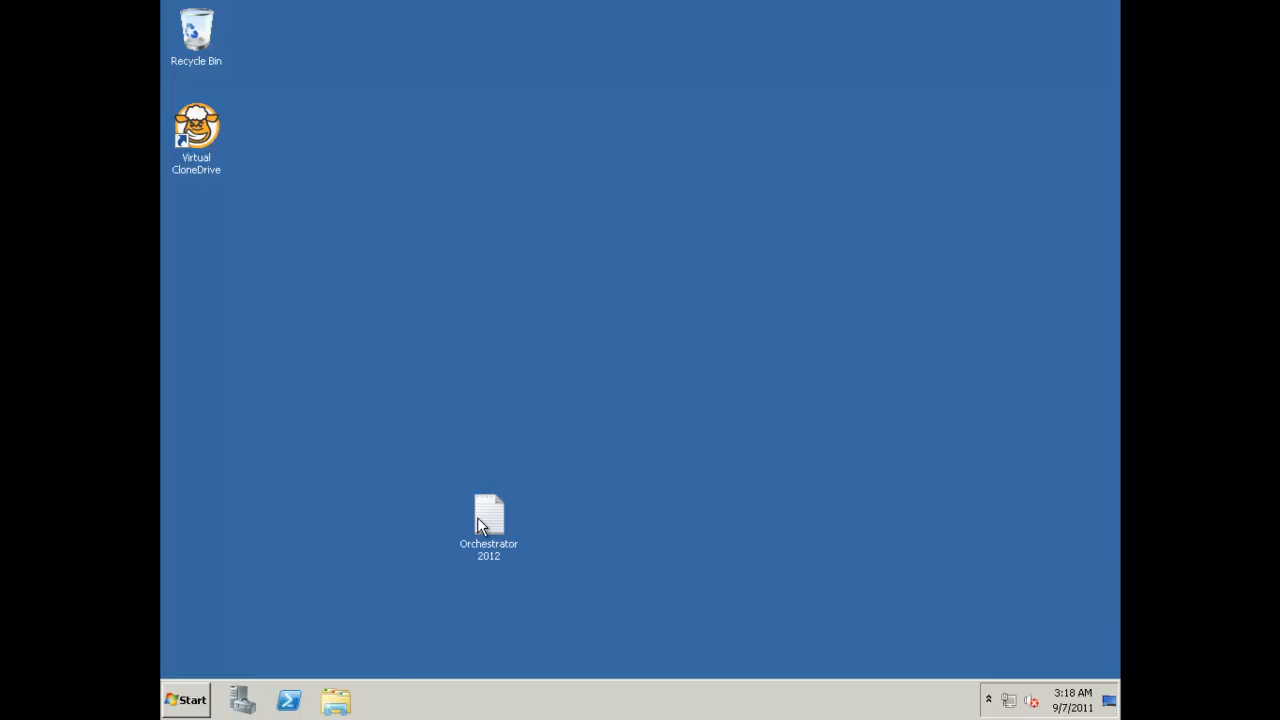 Recycle Bin
Virtual
CloneDrive
Orchestrator
2012
Start
3:18 AM
9/7/2011